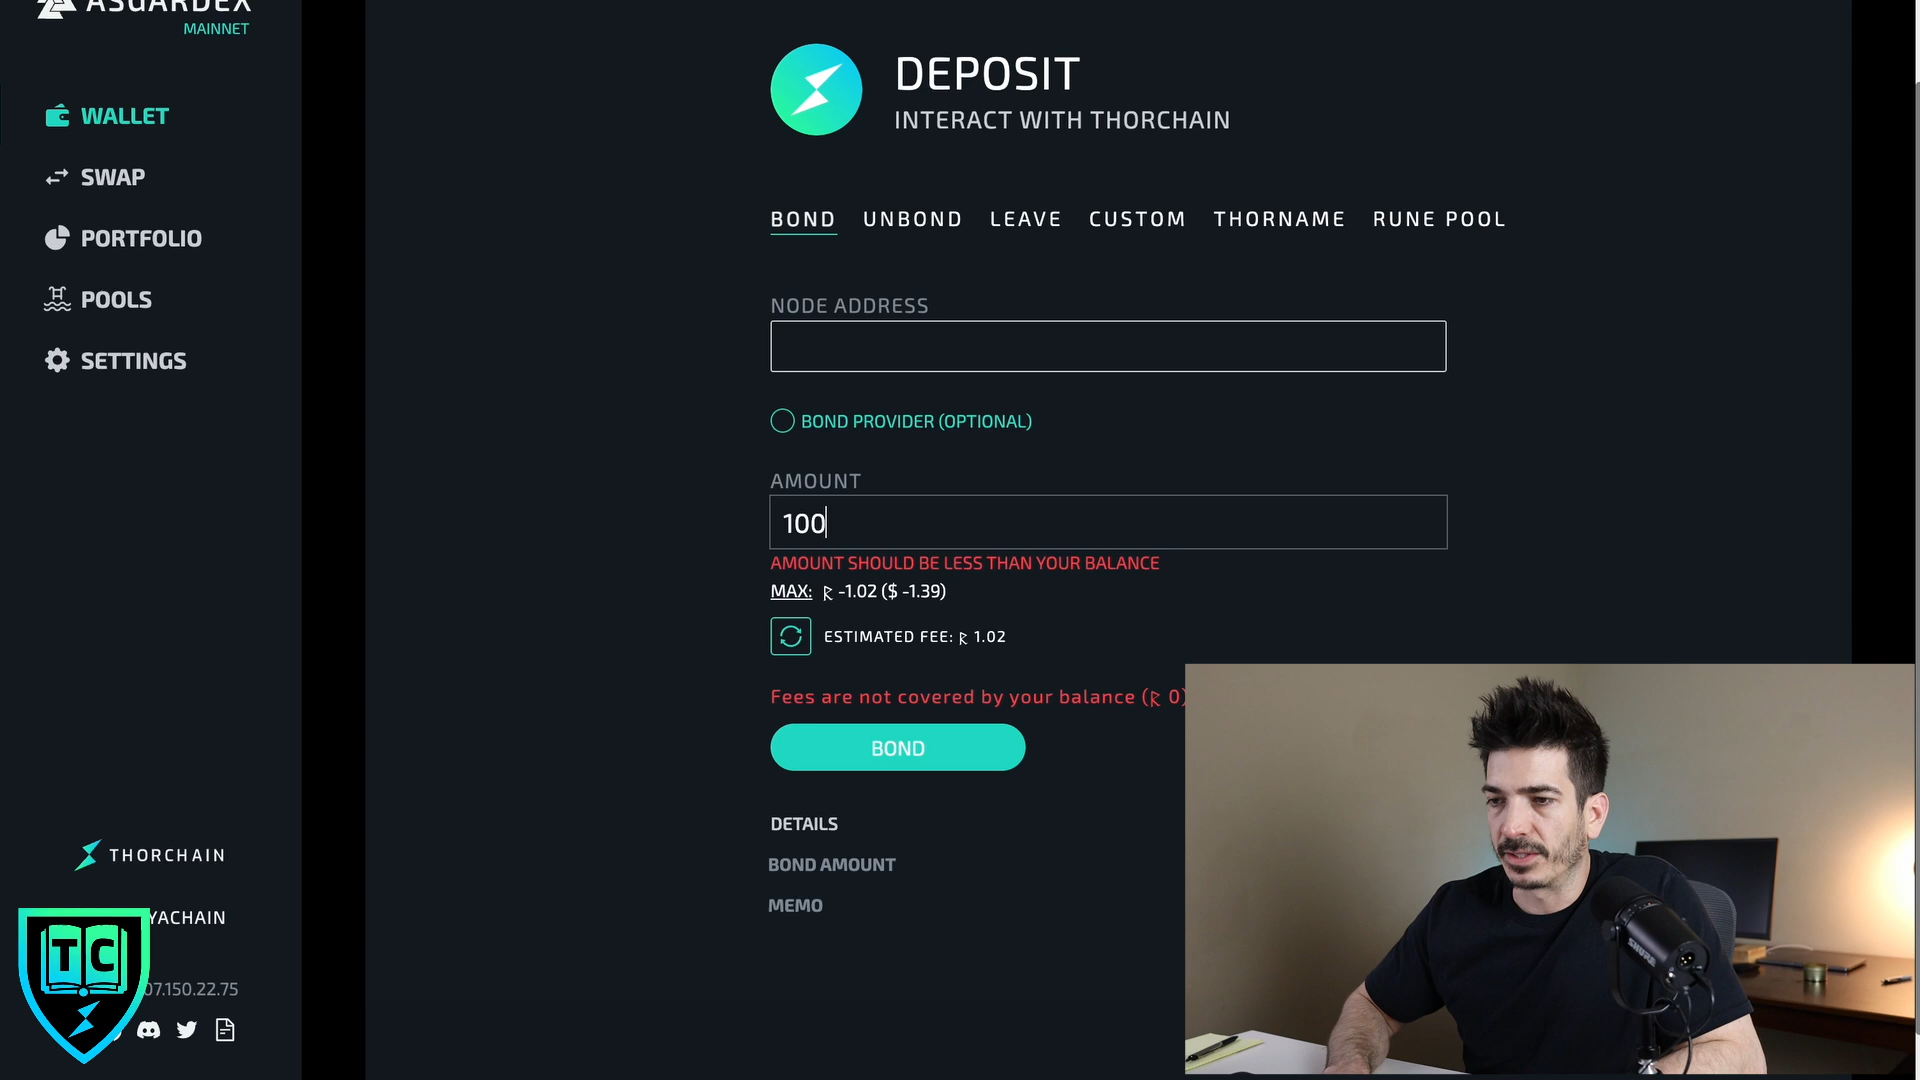 ASGARDEX
MAINNET
WALLET
SWAP
PORTFOLIO
POOLS
SETTINGS
THORCHAIN
YACHAIN
07.150.22.75
TC
DEPOSIT
INTERACT WITH THORCHAIN
BOND UNBOND LEAVE CUSTOM THORNAME RUNE POOL
NODE ADDRESS
BOND PROVIDER (OPTIONAL)
AMOUNT
100
AMOUNT SHOULD BE LESS THAN YOUR BALANCE
MAX: ᚱ -1.02 ($ -1.39)
ESTIMATED FEE: ᚱ 1.02
Fees are not covered by your balance (ᚱ 0)
BOND
DETAILS
BOND AMOUNT
MEMO
SHURE